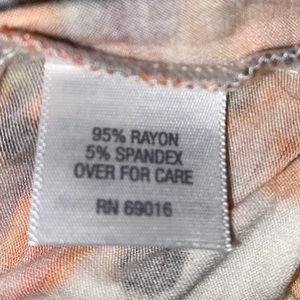 95% RAYON
5% SPANDEX
OVER FOR CARE
RN 69016